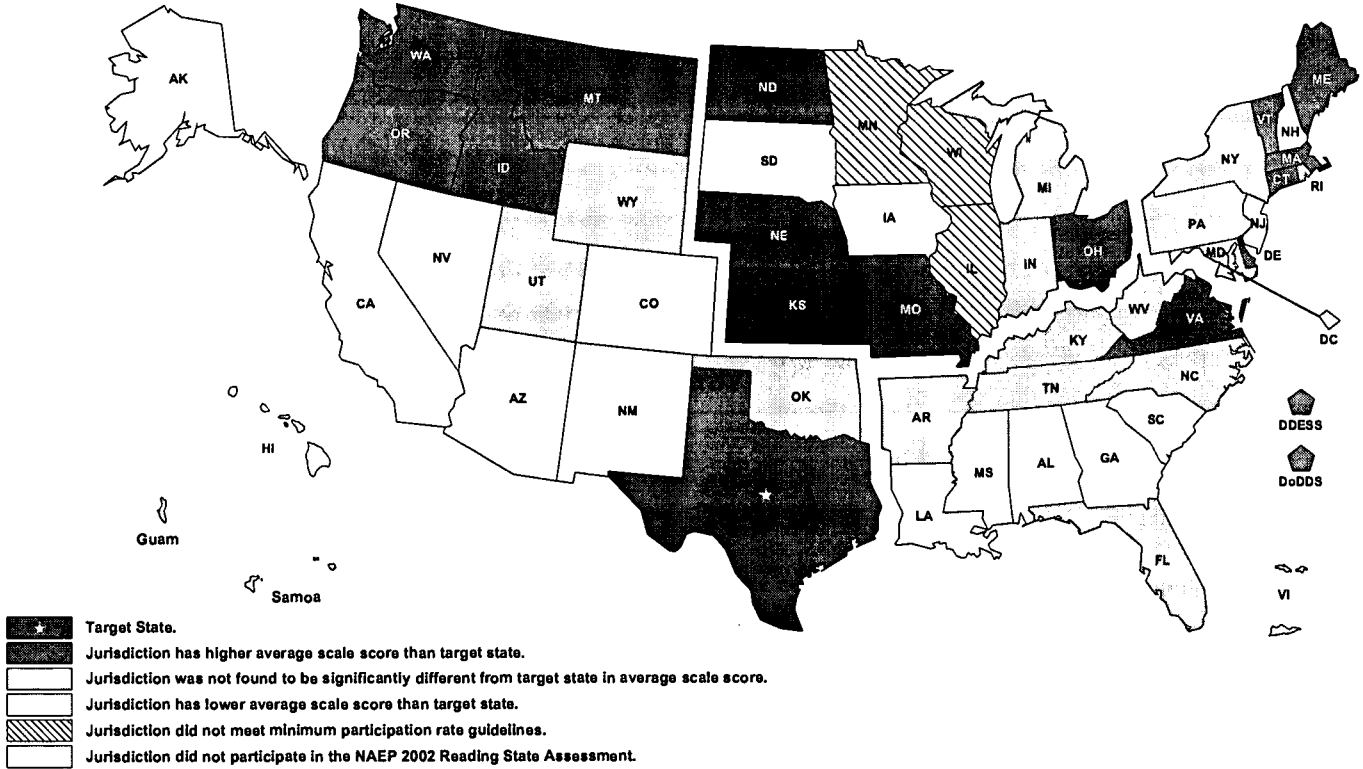 AK
WA
MT
ND
MN
ME
VT
NH
OR
ID
SD
WI
MI
NY
MA
CT
RI
WY
IA
NE
PA
NJ
NV
UT
CO
IL
IN
OH
MD
DE
CA
KS
MO
WV
VA
KY
DC
AZ
NM
OK
AR
TN
NC
SC
DDESS
HI
MS
AL
GA
DoDDS
LA
Guam
FL
Samoa
VI
Target State.
Jurisdiction has higher average scale score than target state.
Jurisdiction was not found to be significantly different from target state in average scale score.
Jurisdiction has lower average scale score than target state.
Jurisdiction did not meet minimum participation rate guidelines.
Jurisdiction did not participate in the NAEP 2002 Reading State Assessment.